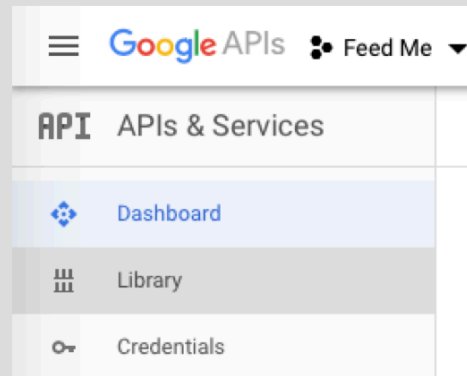 Google APIs Feed Me
API APIs & Services
Dashboard
Library
Credentials